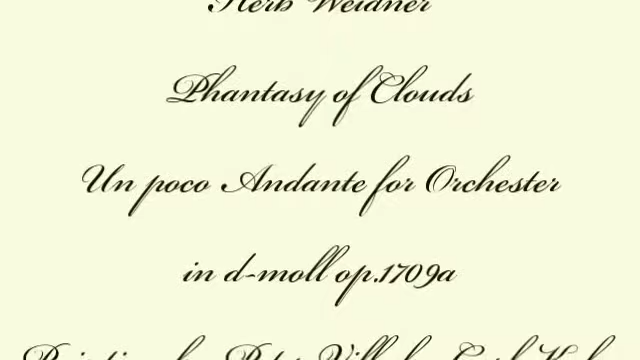 Herb Weidner
Phantasy of Clouds
Un poco Andante for Orchester
in d-moll op.1709a